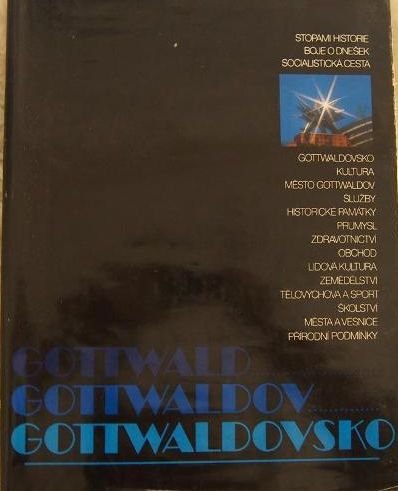 STOPAMI HISTORIE
BOJE O DNEŠEK
SOCIALISTICKÁ CESTA
GOTTWALDOVSKO
KULTURA
MĚSTO GOTTWALDOV
SLUŽBY
HISTORICKÉ PAMÁTKY
PRŮMYSL
ZDRAVOTNICTVÍ
OBCHOD
LIDOVÁ KULTURA
ZEMĚDĚLSTVÍ
TĚLOVÝCHOVA A SPORT
ŠKOLSTVÍ
MĚSTA A VESNICE
PŘÍRODNÍ PODMÍNKY
GOTTWALD
GOTTWALDOV
GOTTWALDOVSKO